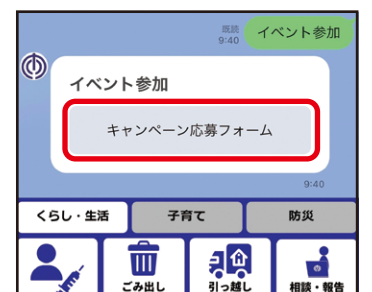 既読
9:40
イベント参加
イベント参加
キャンペーン応募フォーム
9:40
くらし・生活
子育て
防災
ごみ出し
引っ越し
相談・報告